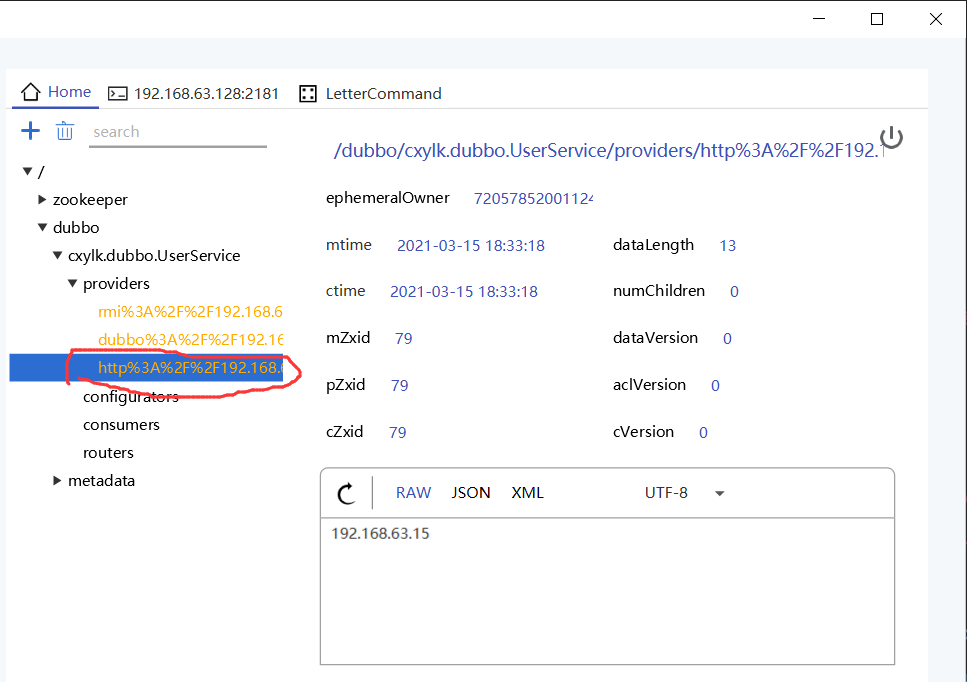 Home 192.168.63.128:2181 LetterCommand
search
/dubbo/cxylk.dubbo.UserService/providers/http%3A%2F%2F192.1
/
zookeeper
dubbo
cxylk.dubbo.UserService
providers
rmi%3A%2F%2F192.168.6
dubbo%3A%2F%2F192.16
http%3A%2F%2F192.168.6
configurators
consumers
routers
metadata
ephemeralOwner 72057852001124
mtime 2021-03-15 18:33:18 dataLength 13
ctime 2021-03-15 18:33:18 numChildren 0
mZxid 79 dataVersion 0
pZxid 79 aclVersion 0
cZxid 79 cVersion 0
RAW JSON XML UTF-8
192.168.63.15